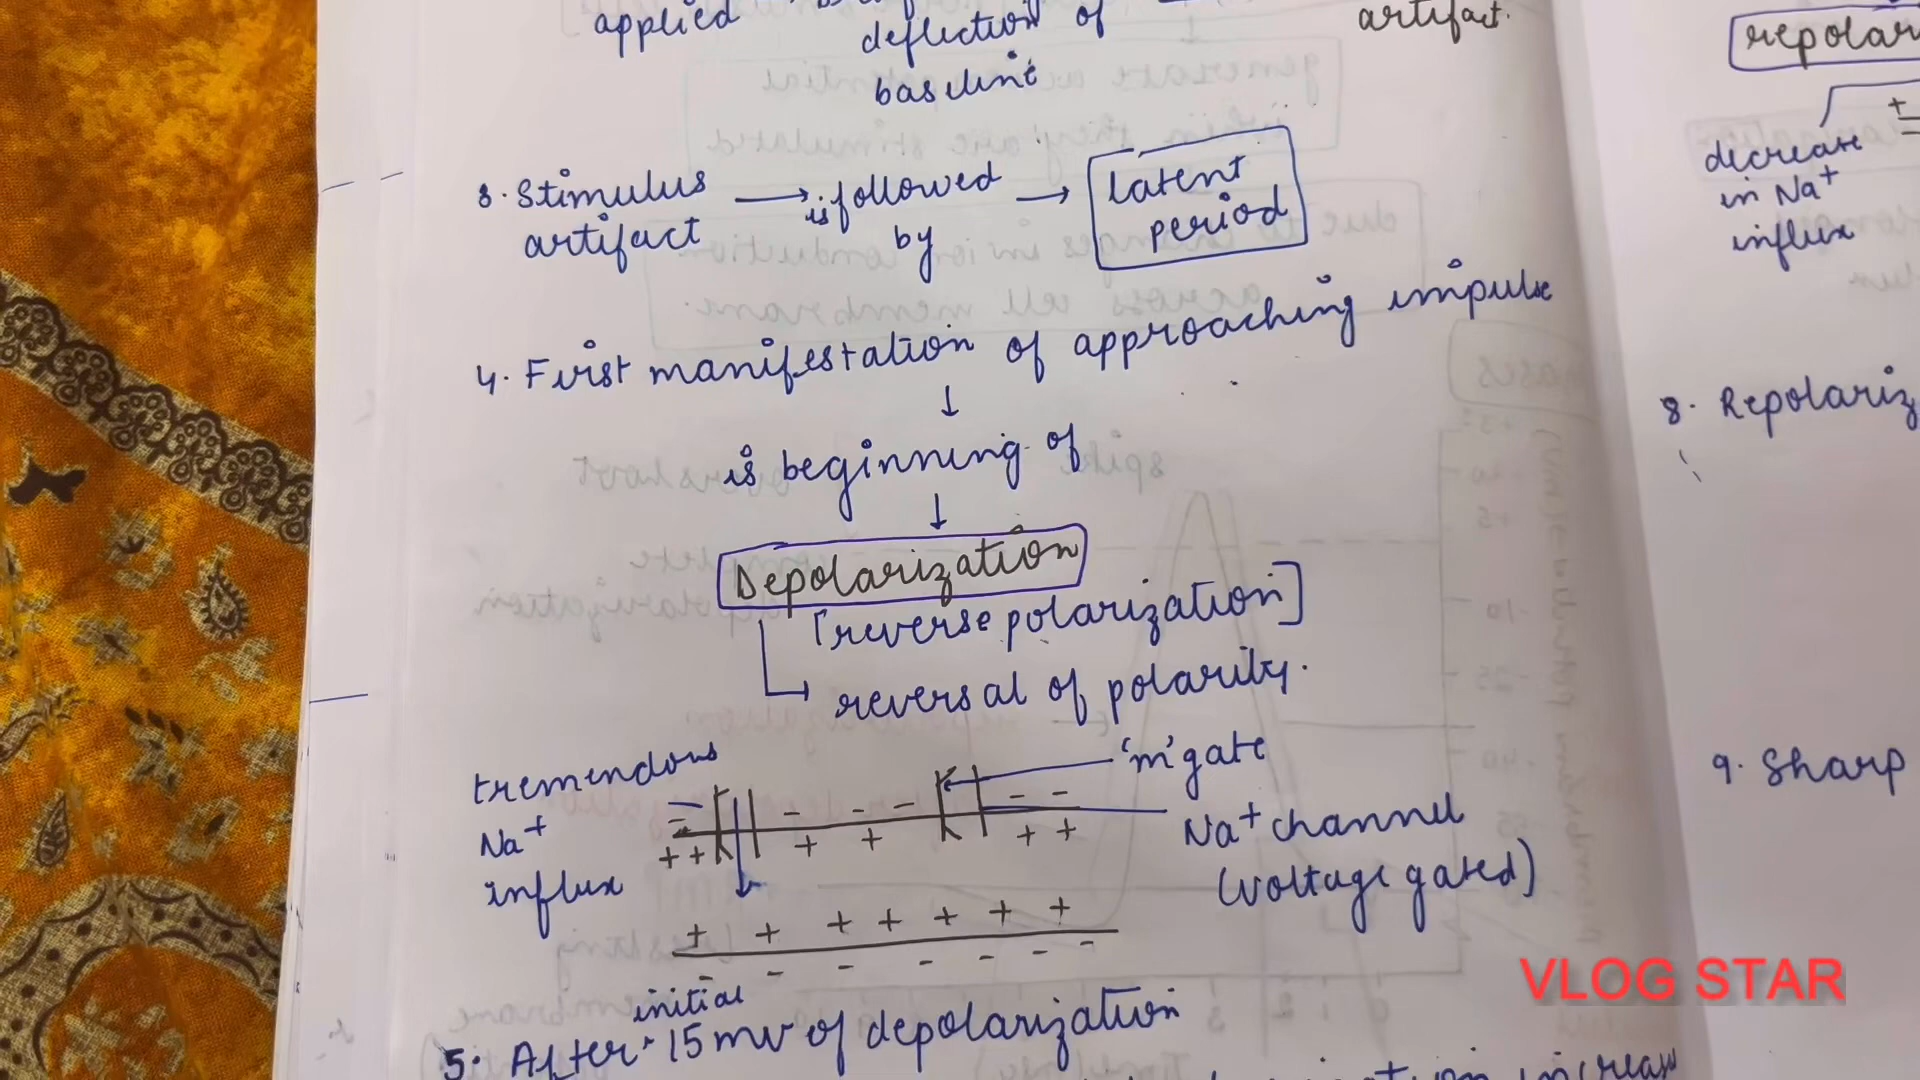 applied
deflection of
baseline
artifact.
3. Stimulus artifact → is followed by → latent period
4. First manifestation of approaching impulse
↓
is beginning of
↓
Depolarization
[reverse polarization]
reversal of polarity.
tremendous
Na+
influx
'm' gate
Na+ channel
(voltage gated)
initial
5. After 15 mv of depolarization
increase
repolar
decrease
in Na+
influx
8. Repolariz
9. Sharp
VLOG STAR